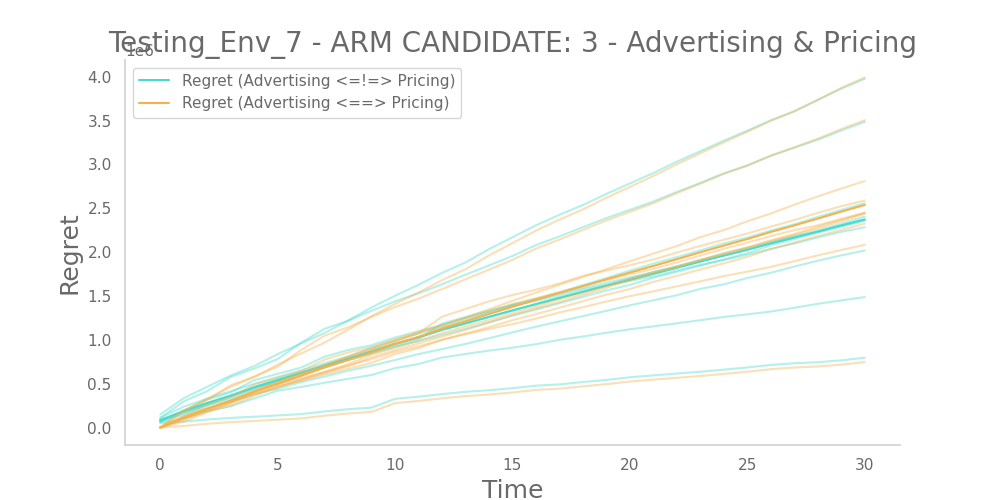 Testing_Env_7 - ARM CANDIDATE: 3 - Advertising & Pricing
1e6
Regret (Advertising <=!=> Pricing)
Regret (Advertising <==> Pricing)
4.0
3.5
3.0
2.5
2.0
1.5
1.0
0.5
0.0
Regret
0 5 10 15 20 25 30
Time